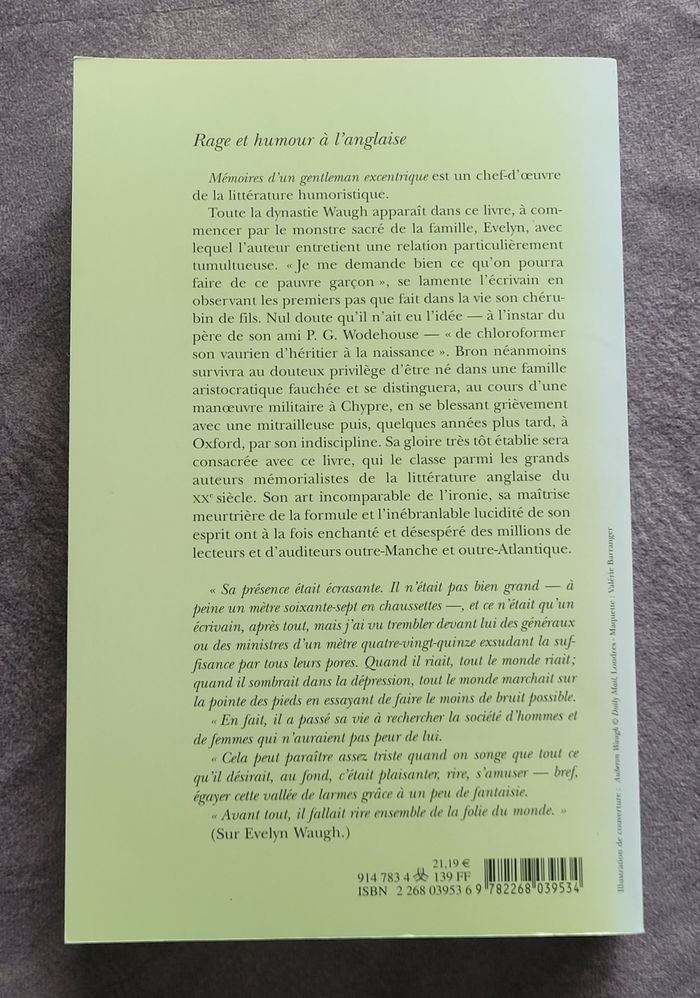 Rage et humour à l'anglaise
Mémoires d'un gentleman excentrique est un chef-d'œuvre
de la littérature humoristique.
Toute la dynastie Waugh apparaît dans ce livre, à com-
mencer par le monstre sacré de la famille, Evelyn, avec
lequel l'auteur entretient une relation particulièrement
tumultueuse. « Je me demande bien ce qu'on pourra
faire de ce pauvre garçon », se lamente l'écrivain en
observant les premiers pas que fait dans la vie son chéru-
bin de fils. Nul doute qu'il n'ait eu l'idée — à l'instar du
père de son ami P. G. Wodehouse — « de chloroformer
son vaurien d'héritier à la naissance ». Bron néanmoins
survivra au douteux privilège d'être né dans une famille
aristocratique fauchée et se distinguera, au cours d'une
manœuvre militaire à Chypre, en se blessant grièvement
avec une mitrailleuse puis, quelques années plus tard, à
Oxford, par son indiscipline. Sa gloire très tôt établie sera
consacrée avec ce livre, qui le classe parmi les grands
auteurs mémorialistes de la littérature anglaise du
XXe siècle. Son art incomparable de l'ironie, sa maîtrise
meurtrière de la formule et l'inébranlable lucidité de son
esprit ont à la fois enchanté et désespéré des millions de
lecteurs et d'auditeurs outre-Manche et outre-Atlantique.
« Sa présence était écrasante. Il n'était pas bien grand — à
peine un mètre soixante-sept en chaussettes —, et ce n'était qu'un
écrivain, après tout, mais j'ai vu trembler devant lui des généraux
ou des ministres d'un mètre quatre-vingt-quinze exsudant la suf-
fisance par tous leurs pores. Quand il riait, tout le monde riait ;
quand il sombrait dans la dépression, tout le monde marchait sur
la pointe des pieds en essayant de faire le moins de bruit possible.
« En fait, il a passé sa vie à rechercher la société d'hommes et
de femmes qui n'auraient pas peur de lui.
« Cela peut paraître assez triste quand on songe que tout ce
qu'il désirait, au fond, c'était plaisanter, rire, s'amuser — bref,
égayer cette vallée de larmes grâce à un peu de fantaisie.
« Avant tout, il fallait rire ensemble de la folie du monde. »
(Sur Evelyn Waugh.)
21,19 €
914 783 4 139 FF
ISBN 2 268 03953 6
9 782268 039534
Illustration de couverture : Auberon Waugh © Daily Mail, Londres - Maquette : Valérie Barranger